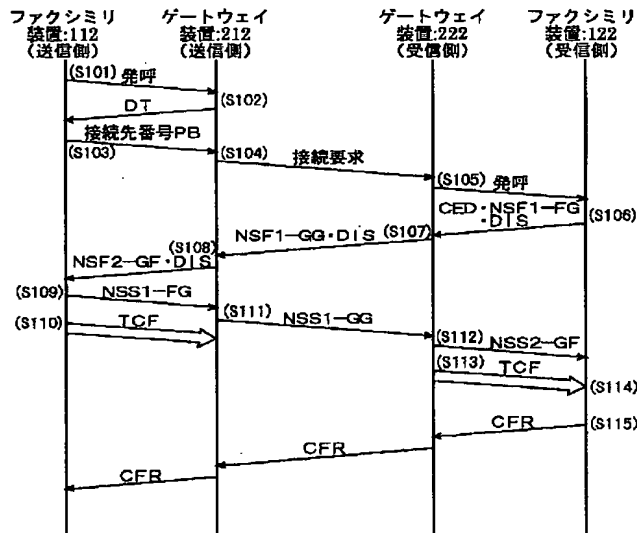 ファクシミリ
装置:112
(送信側)
ゲートウェイ
装置:212
(送信側)
ゲートウェイ
装置:222
(受信側)
ファクシミリ
装置:122
(受信側)
(S101) 発呼
DT (S102)
接続先番号PB
(S103)
(S104) 接続要求
(S105) 発呼
CED・NSF1-FG
・DIS (S106)
NSF1-GG・DIS (S107)
(S108)
NSF2-GF・DIS
(S109) NSS1-FG
(S110) TCF
(S111) NSS1-GG
(S112) NSS2-GF
(S113) TCF
(S114)
CFR (S115)
CFR
CFR